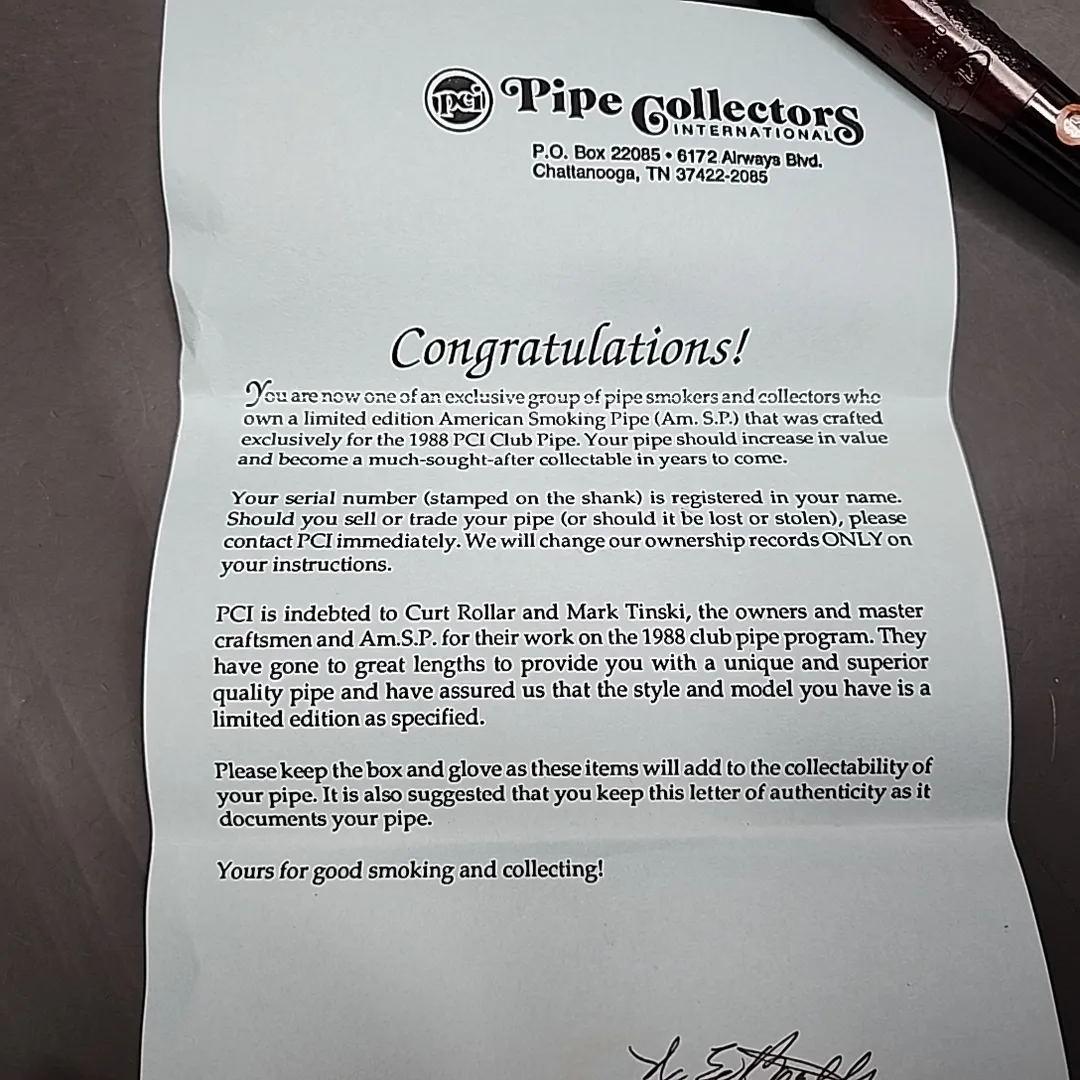 pci Pipe Collectors
INTERNATIONAL
P.O. Box 22085 • 6172 Airways Blvd.
Chattanooga, TN 37422-2085
Congratulations!
You are now one of an exclusive group of pipe smokers and collectors who
own a limited edition American Smoking Pipe (Am. S.P.) that was crafted
exclusively for the 1988 PCI Club Pipe. Your pipe should increase in value
and become a much-sought-after collectable in years to come.
Your serial number (stamped on the shank) is registered in your name.
Should you sell or trade your pipe (or should it be lost or stolen), please
contact PCI immediately. We will change our ownership records ONLY on
your instructions.
PCI is indebted to Curt Rollar and Mark Tinski, the owners and master
craftsmen and Am.S.P. for their work on the 1988 club pipe program. They
have gone to great lengths to provide you with a unique and superior
quality pipe and have assured us that the style and model you have is a
limited edition as specified.
Please keep the box and glove as these items will add to the collectability of
your pipe. It is also suggested that you keep this letter of authenticity as it
documents your pipe.
Yours for good smoking and collecting!